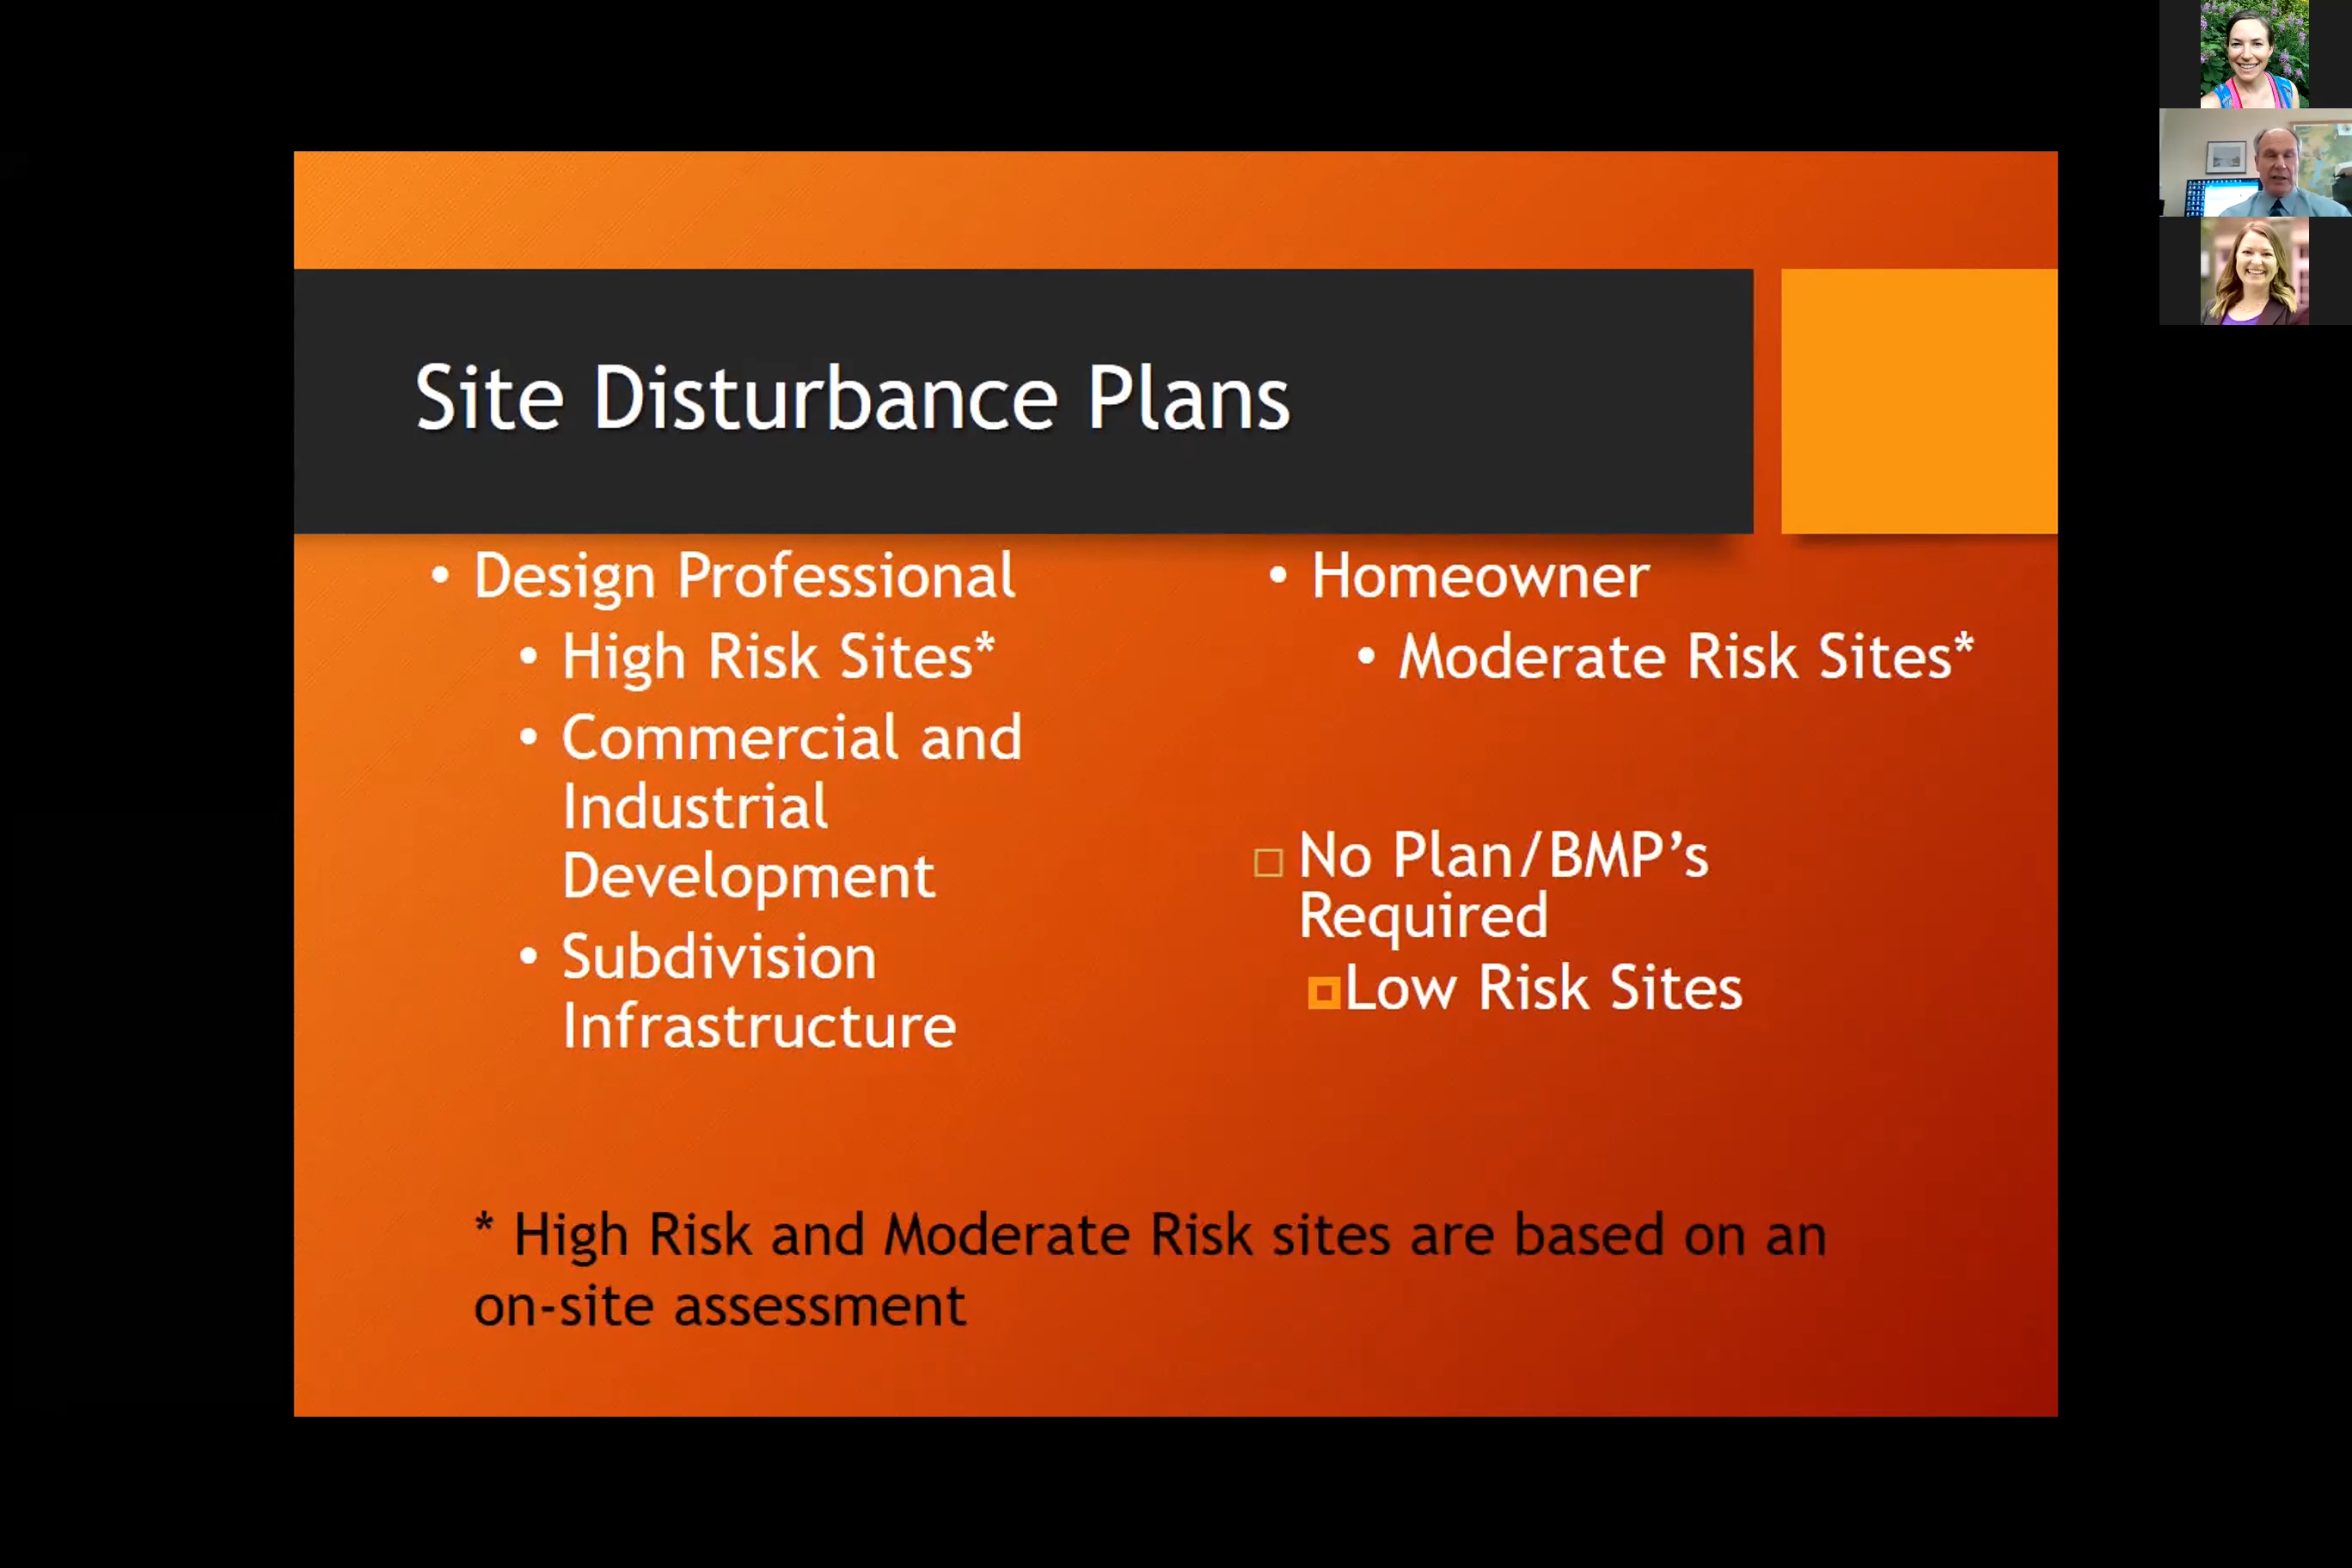 Site Disturbance Plans
• Design Professional
• High Risk Sites*
• Commercial and
Industrial
Development
• Subdivision
Infrastructure
• Homeowner
• Moderate Risk Sites*
No Plan/BMP’s
Required
Low Risk Sites
* High Risk and Moderate Risk sites are based on an
on-site assessment